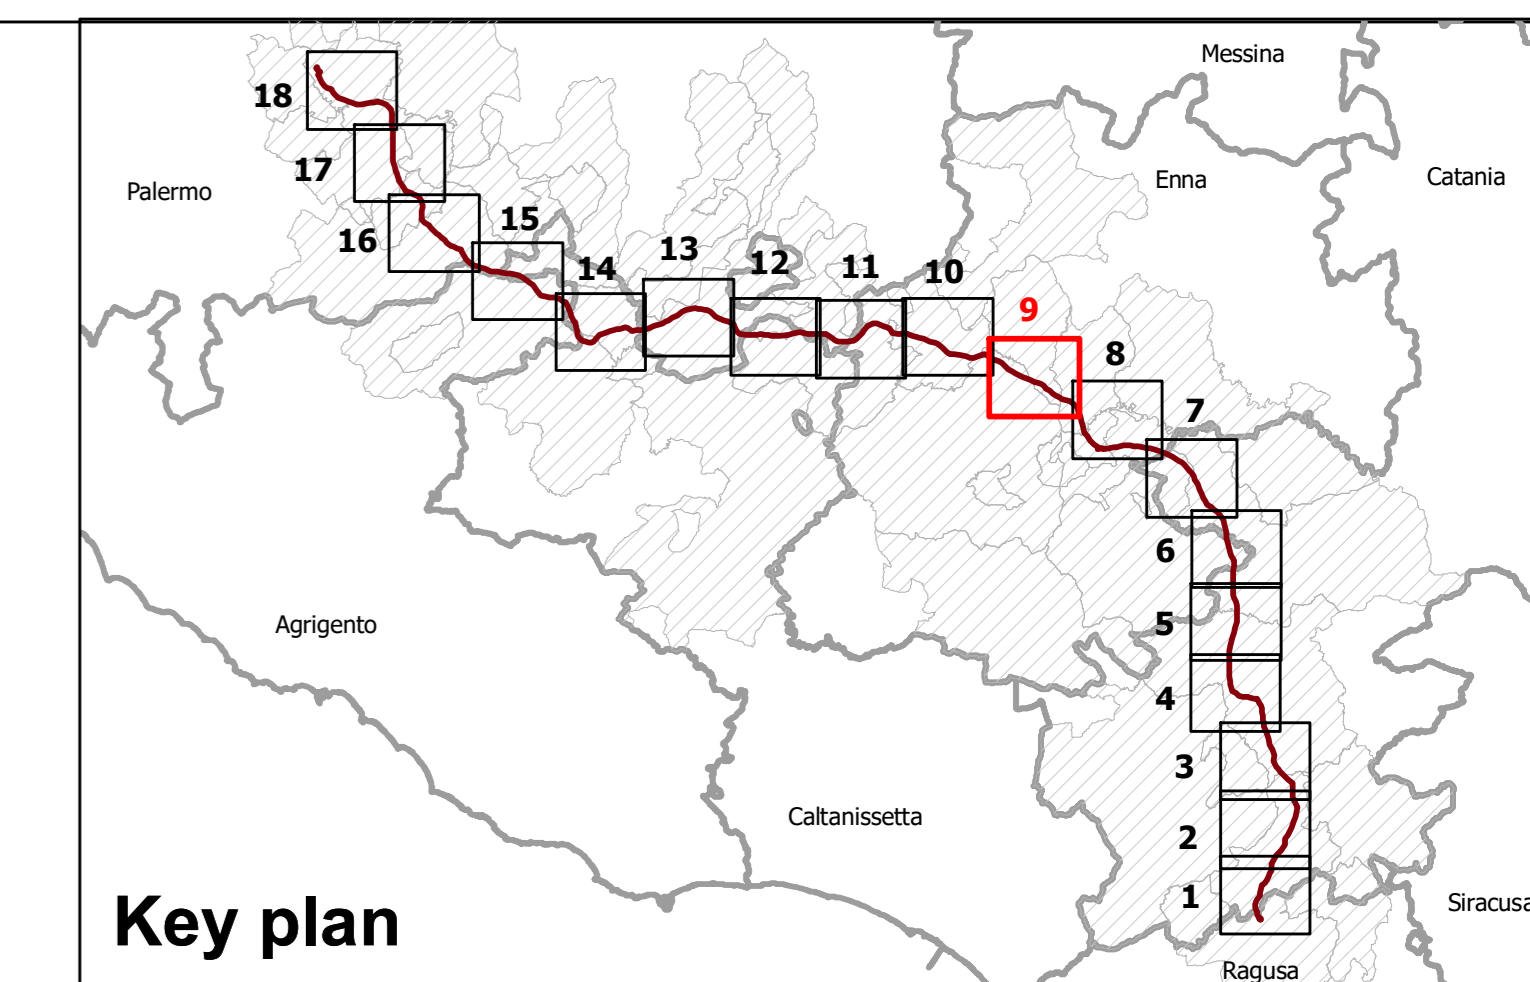 Messina
18
17
Palermo
Enna
Catania
15
16
13
12
11
10
14
9
8
7
6
5
Agrigento
4
3
Caltanissetta
2
1
Siracusa
Key plan
Ragusa